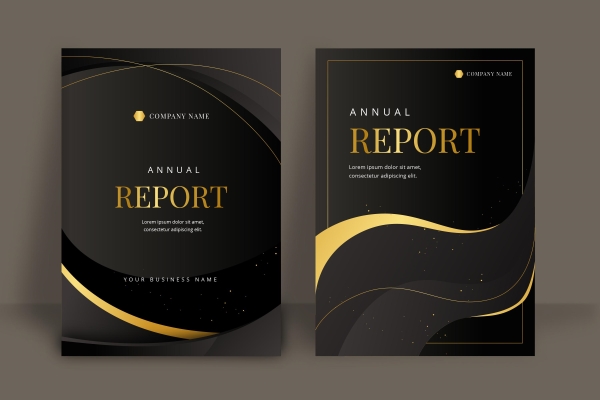 COMPANY NAME
ANNUAL
REPORT
Lorem ipsum dolor sit amet,
consectetur adipiscing elit.
YOUR BUSINESS NAME
COMPANY NAME
ANNUAL
REPORT
Lorem ipsum dolor sit amet,
consectetur adipiscing elit.